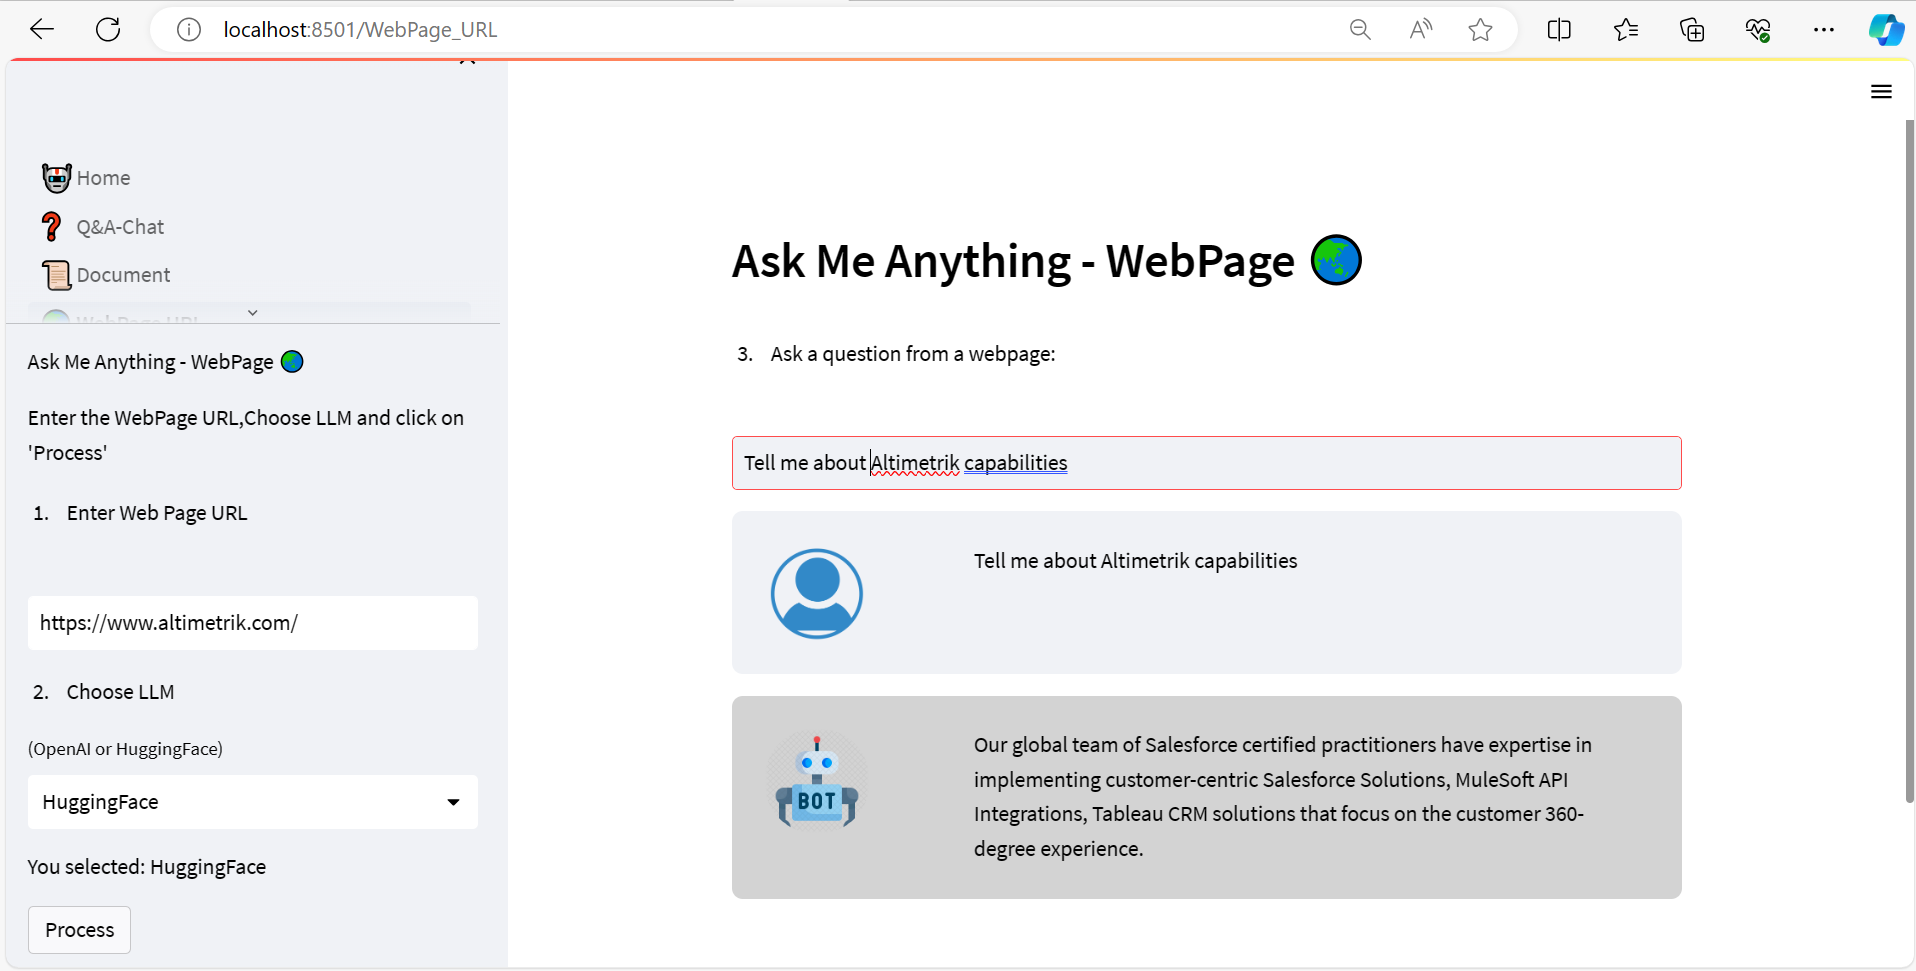 localhost:8501/WebPage_URL
Home
Q&A-Chat
Document
WebPage URL
Ask Me Anything - WebPage
Enter the WebPage URL,Choose LLM and click on
'Process'
1. Enter Web Page URL
https://www.altimetrik.com/
2. Choose LLM
(OpenAI or HuggingFace)
HuggingFace
You selected: HuggingFace
Process
Ask Me Anything - WebPage
3. Ask a question from a webpage:
Tell me about Altimetrik capabilities
Tell me about Altimetrik capabilities
BOT
Our global team of Salesforce certified practitioners have expertise in
implementing customer-centric Salesforce Solutions, MuleSoft API
Integrations, Tableau CRM solutions that focus on the customer 360-
degree experience.